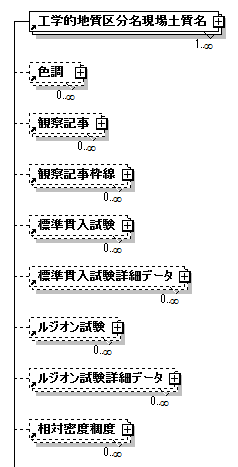 工学的地質区分名現場土質名
1..∞
色調
0..∞
観察記事
0..∞
観察記事枠線
0..∞
標準貫入試験
0..∞
標準貫入試験詳細データ
0..∞
ルジオン試験
0..∞
ルジオン試験詳細データ
0..∞
相対密度稠度
0..∞